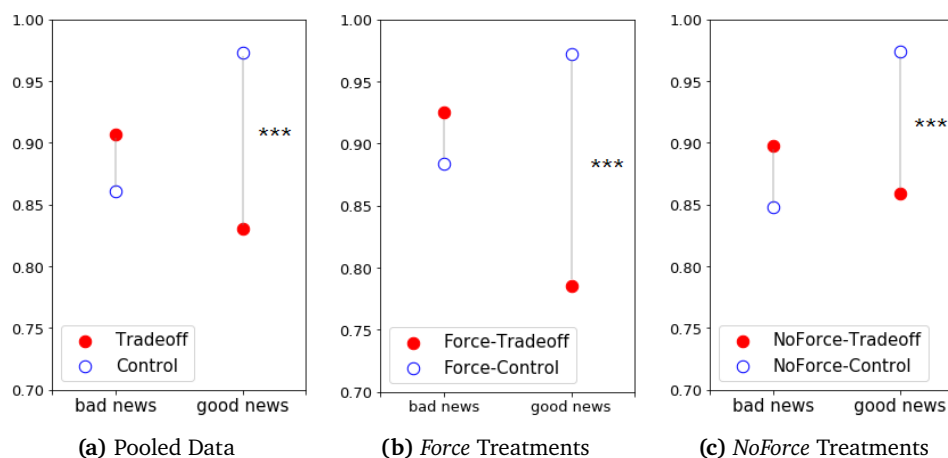 1.00
0.95
0.90
0.85
0.80
0.75
0.70
***
Tradeoff
Control
bad news good news
(a) Pooled Data
1.00
0.95
0.90
0.85
0.80
0.75
0.70
***
Force-Tradeoff
Force-Control
bad news good news
(b) Force Treatments
1.00
0.95
0.90
0.85
0.80
0.75
0.70
***
NoForce-Tradeoff
NoForce-Control
bad news good news
(c) NoForce Treatments